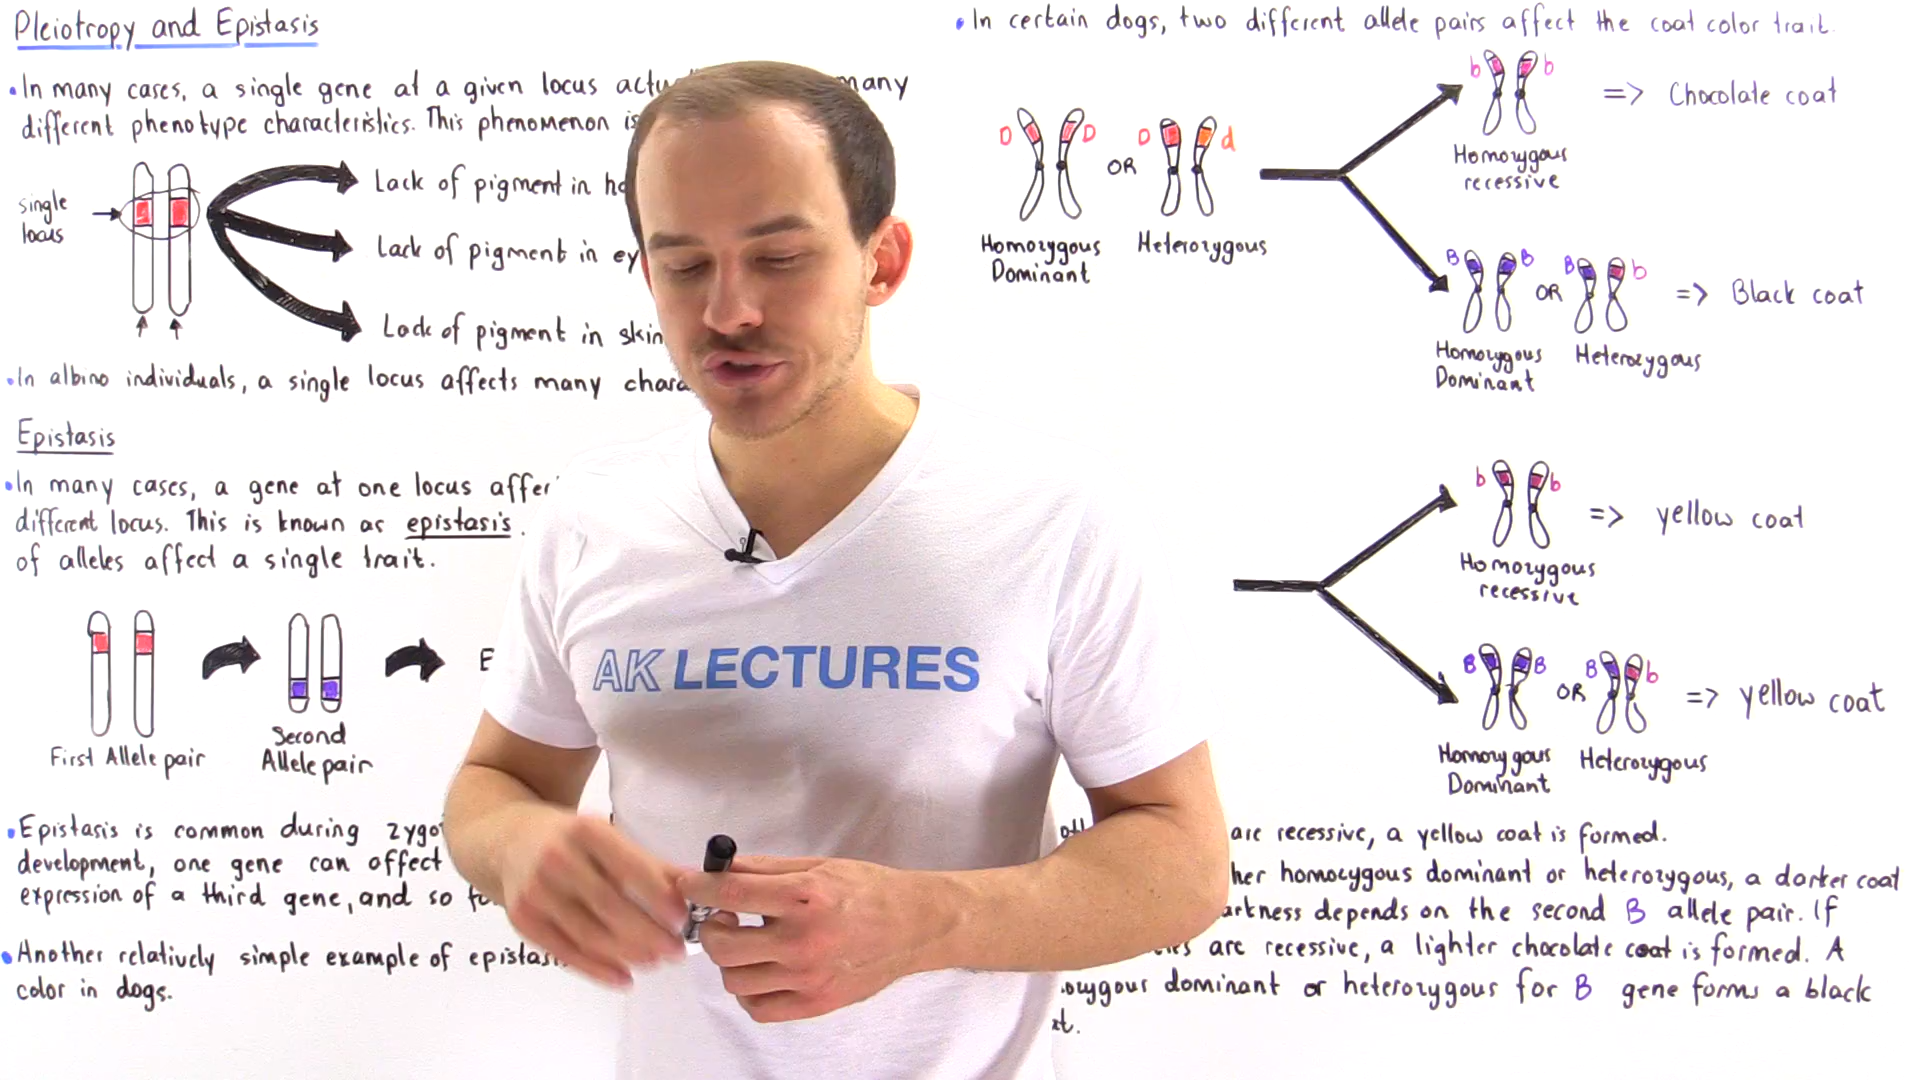 Pleiotropy and Epistasis
•In many cases, a single gene at a given locus many
different phenotype characteristics. This phenomenon is
single
locus
Lack of pigment in
Lack of pigment in
Lack of pigment in skin
•In albino individuals, a single locus affects many
Epistasis
•In many cases, a gene at one locus
different locus. This is known as epistasis.
of alleles affect a single trait.
First Allele pair
Second
Allele pair
•Epistasis is common during
development, one gene can affect
expression of a third gene, and so
•Another relatively simple example of
color in dogs.
•In certain dogs, two different allele pairs affect the coat color trait.
D D OR D d
Homozygous
Dominant
Heterozygous
b b => Chocolate coat
Homozygous
recessive
B B OR B b => Black coat
Homozygous
Dominant
Heterozygous
b b => yellow coat
Homozygous
recessive
B B OR B b => yellow coat
Homozygous
Dominant
Heterozygous
are recessive, a yellow coat is formed.
homozygous dominant or heterozygous, a darker coat
depends on the second B allele pair. If
are recessive, a lighter chocolate coat is formed. A
dominant or heterozygous for B gene forms a black
AK LECTURES